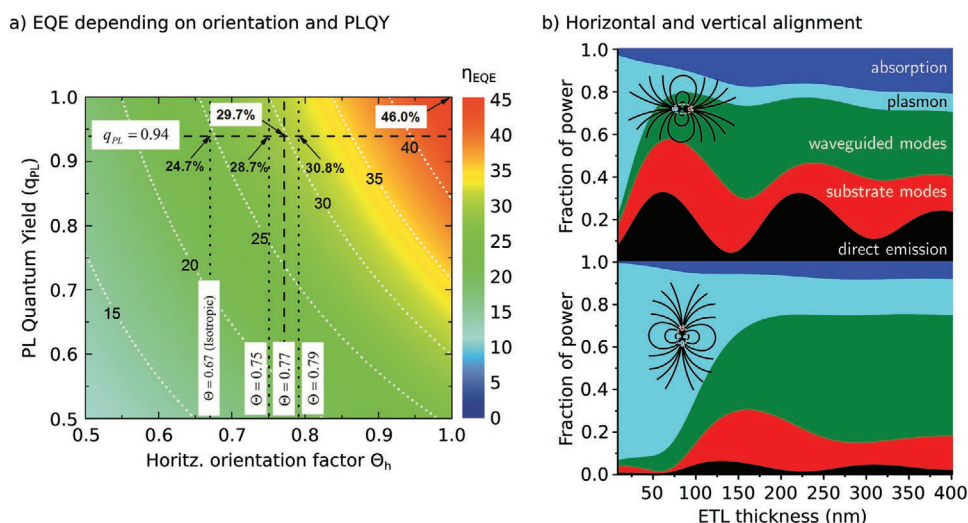 a) EQE depending on orientation and PLQY
η_EQE
PL Quantum Yield (q_PL)
1.0
0.9
0.8
0.7
0.6
0.5
q_PL = 0.94
29.7%
46.0%
24.7%
28.7%
30.8%
40
35
30
25
20
15
Θ = 0.67 (Isotropic)
Θ = 0.75
Θ = 0.77
Θ = 0.79
0.5 0.6 0.7 0.8 0.9 1.0
Horitz. orientation factor Θ_h
45
40
35
30
25
20
15
10
5
0
b) Horizontal and vertical alignment
Fraction of power
1.0
0.8
0.6
0.4
0.2
absorption
plasmon
waveguided modes
substrate modes
direct emission
Fraction of power
1.0
0.8
0.6
0.4
0.2
0.0
50 100 150 200 250 300 350 400
ETL thickness (nm)